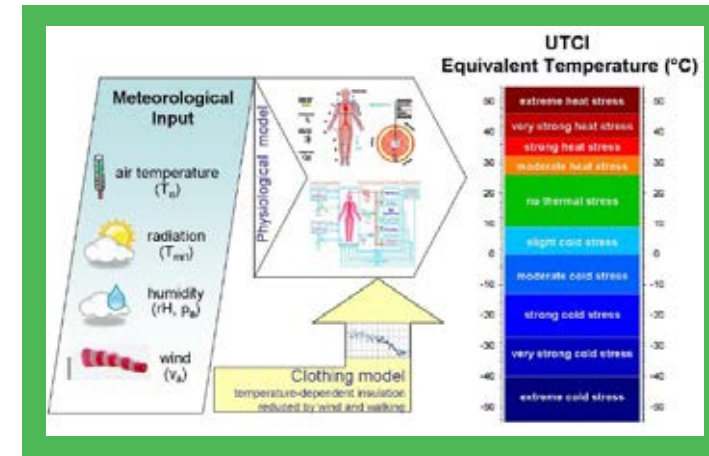 UTCI
Equivalent Temperature (°C)
Meteorological
Input
air temperature
(Ta)
radiation
(Tmrt)
humidity
(rH, pa)
wind
(va)
Physiological model
Clothing model
temperature-dependent insulation
reduced by wind and walking
50 extreme heat stress 50
40 very strong heat stress 40
strong heat stress
30 moderate heat stress 30
20 no thermal stress 20
10 10
slight cold stress
0 0
moderate cold stress
-10 -10
-20 strong cold stress -20
-30 very strong cold stress -30
-40 -40
extreme cold stress
-50 -50